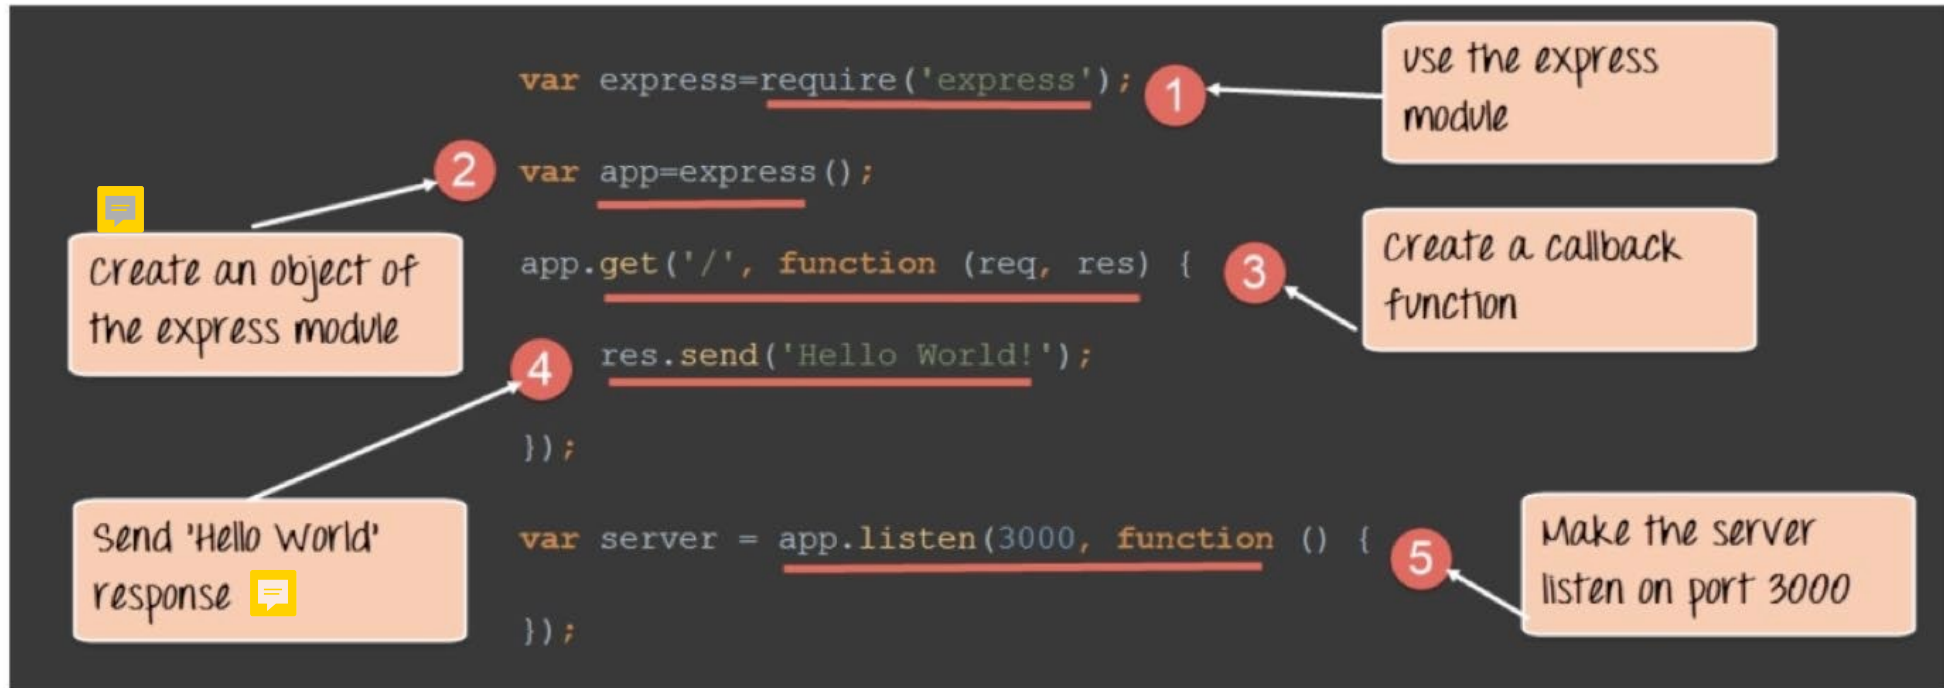 var express=require('express');
1
use the express
module
2
var app=express();
Create an object of
the express module
app.get('/', function (req, res) {
3
Create a callback
function
4
res.send('Hello World!');
});
Send 'Hello World'
response
var server = app.listen(3000, function () {
5
Make the server
listen on port 3000
});